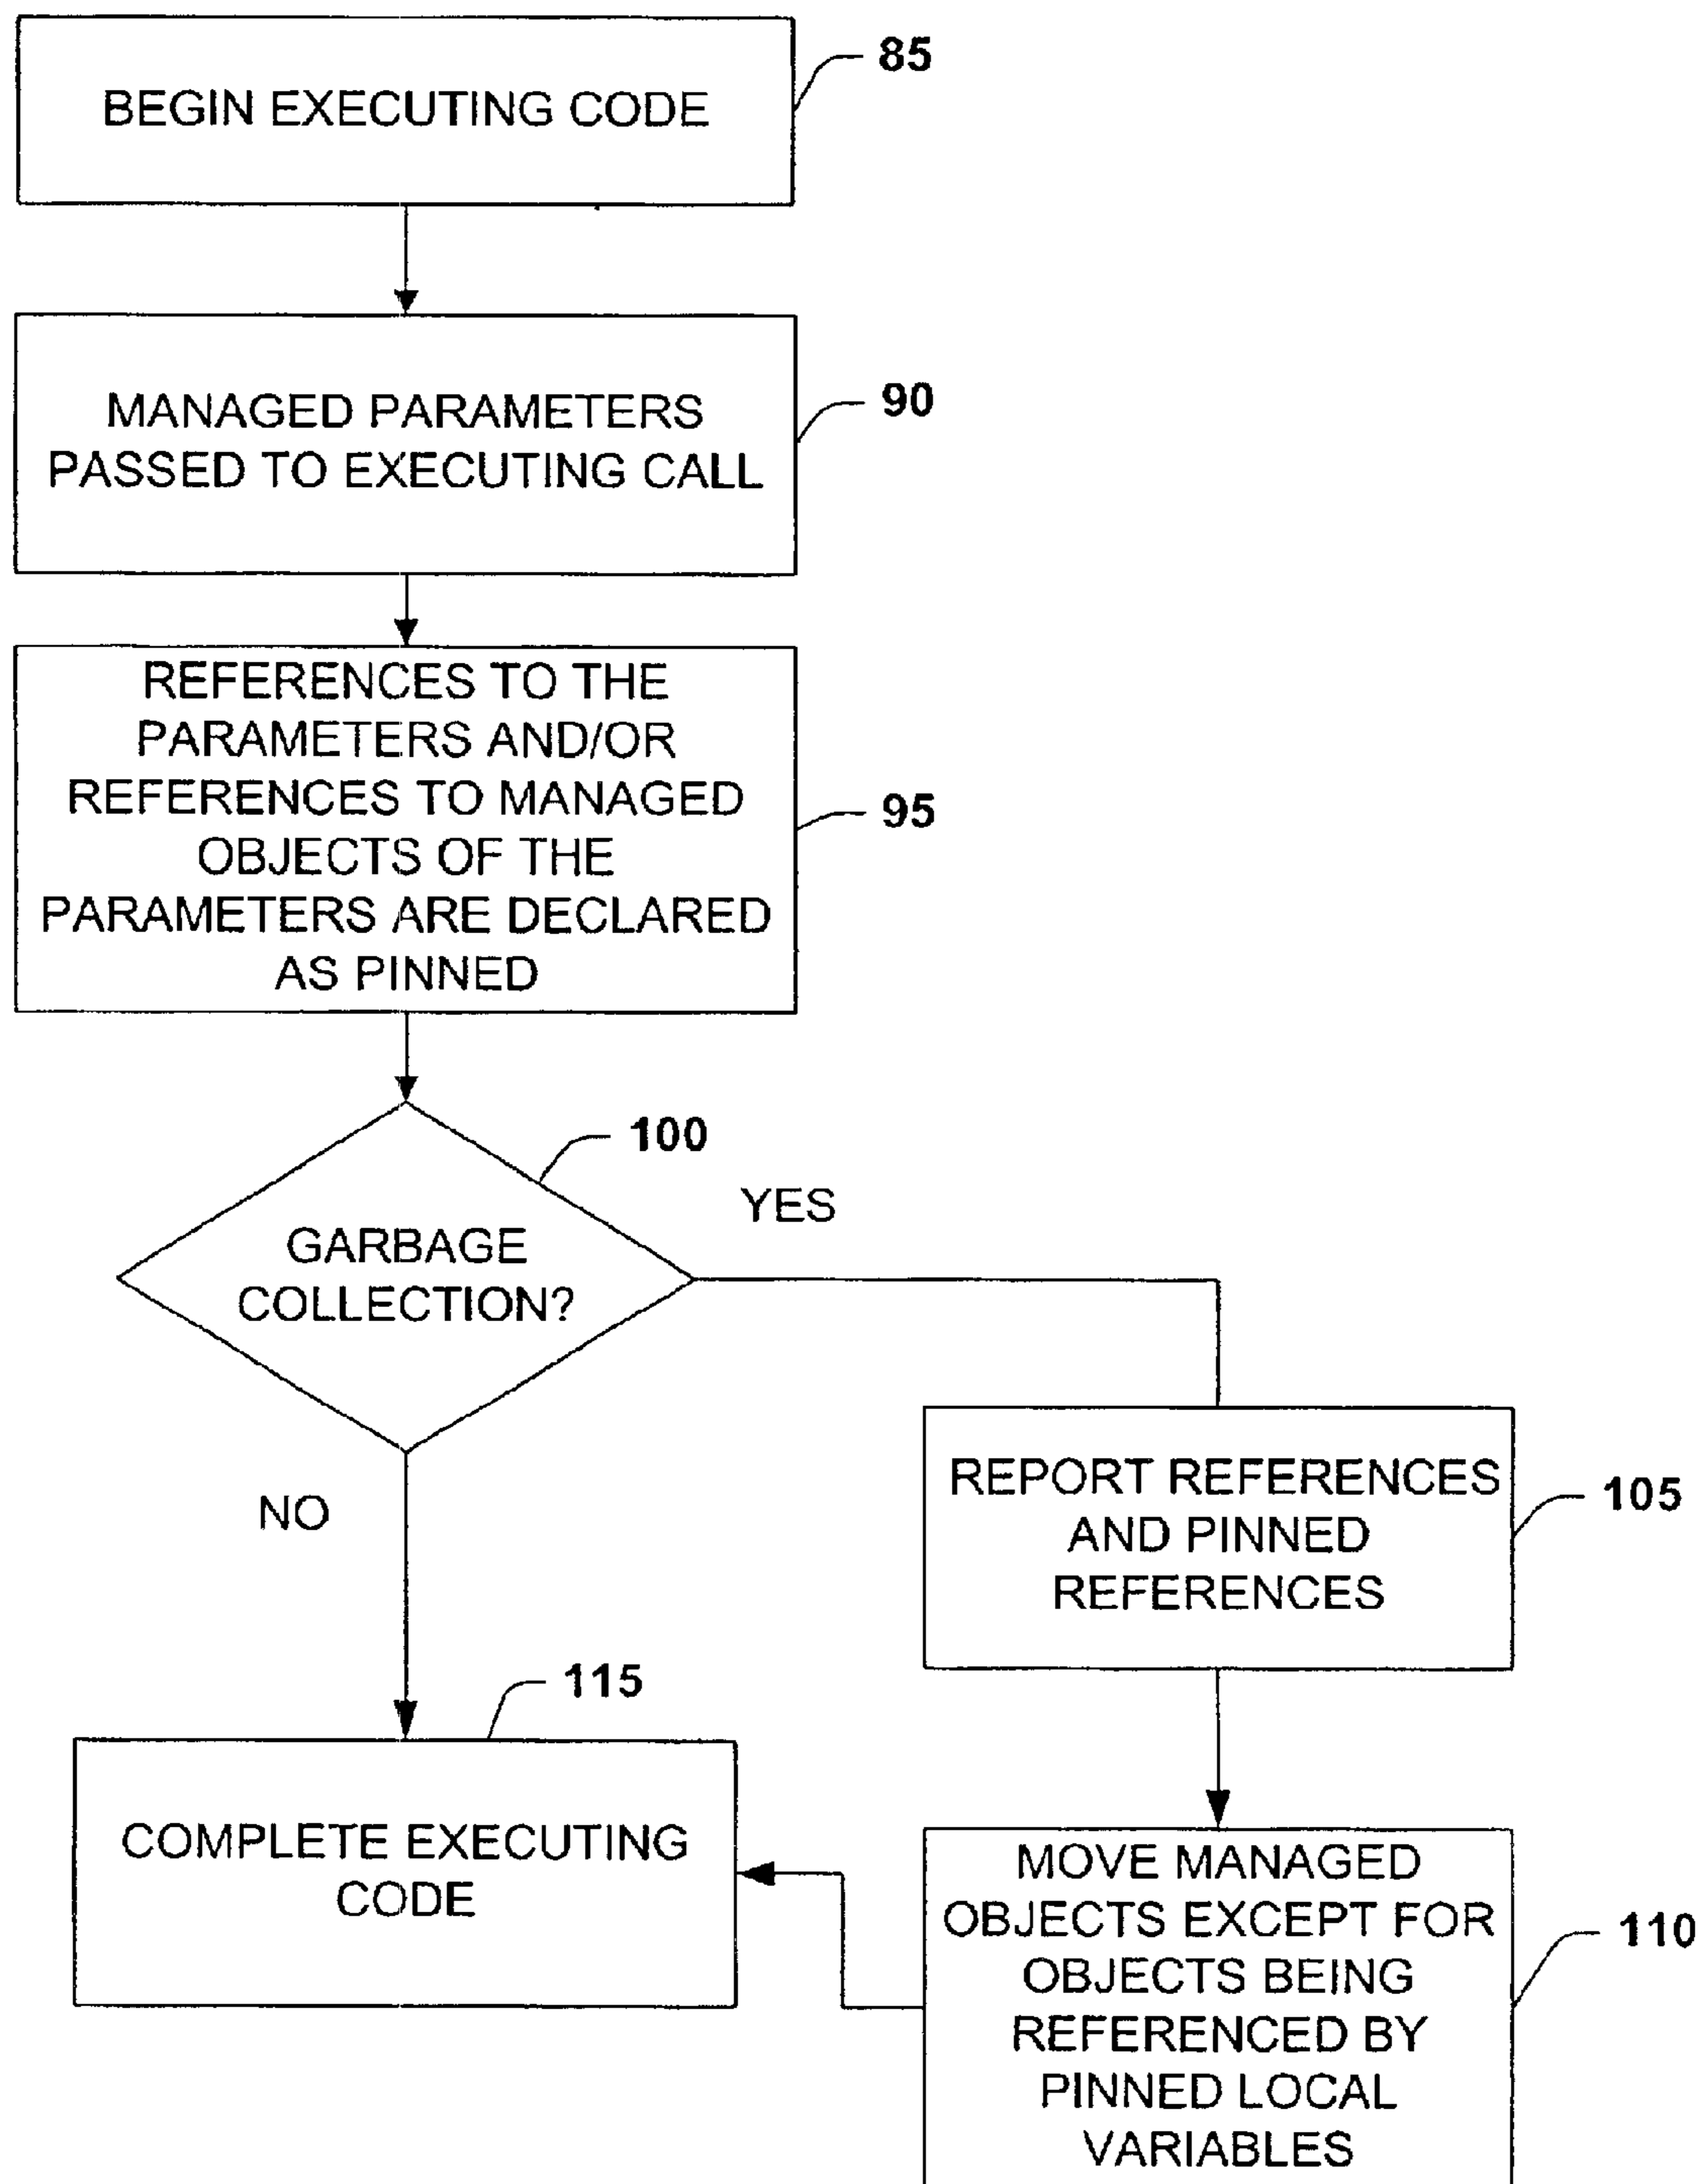 BEGIN EXECUTING CODE
85
MANAGED PARAMETERS
PASSED TO EXECUTING CALL
90
REFERENCES TO THE
PARAMETERS AND/OR
REFERENCES TO MANAGED
OBJECTS OF THE
PARAMETERS ARE DECLARED
AS PINNED
95
GARBAGE
COLLECTION?
100
YES
NO
REPORT REFERENCES
AND PINNED
REFERENCES
105
MOVE MANAGED
OBJECTS EXCEPT FOR
OBJECTS BEING
REFERENCED BY
PINNED LOCAL
VARIABLES
110
COMPLETE EXECUTING
CODE
115